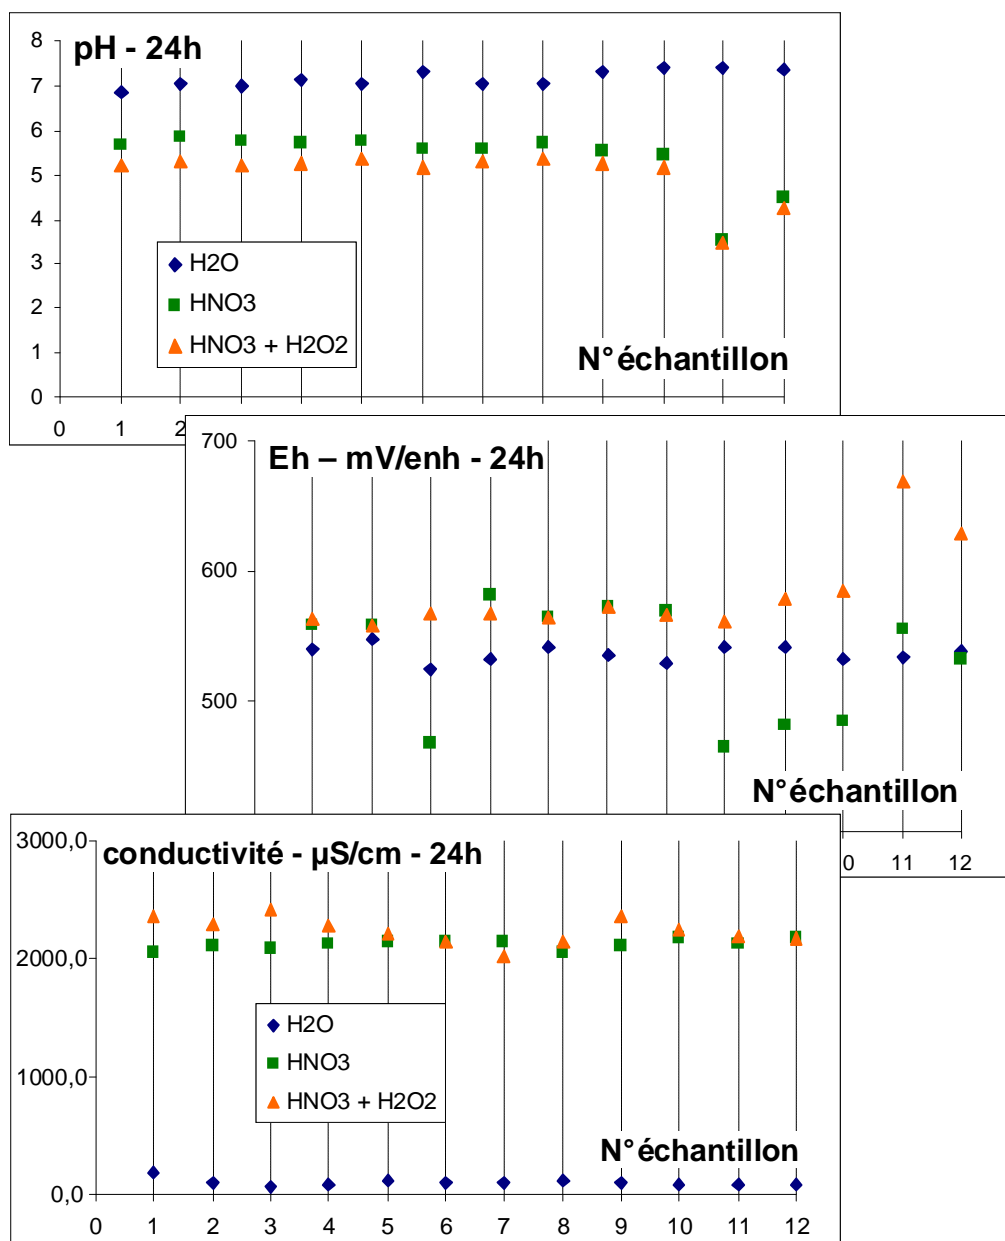 pH - 24h
8
7
6
5
4
3
2
1
0
H2O
HNO3
HNO3 + H2O2
N° échantillon
0 1 2
Eh – mV/enh - 24h
700
600
500
N° échantillon
0 11 12
conductivité - µS/cm - 24h
3000,0
2000,0
1000,0
0,0
H2O
HNO3
HNO3 + H2O2
N° échantillon
0 1 2 3 4 5 6 7 8 9 10 11 12